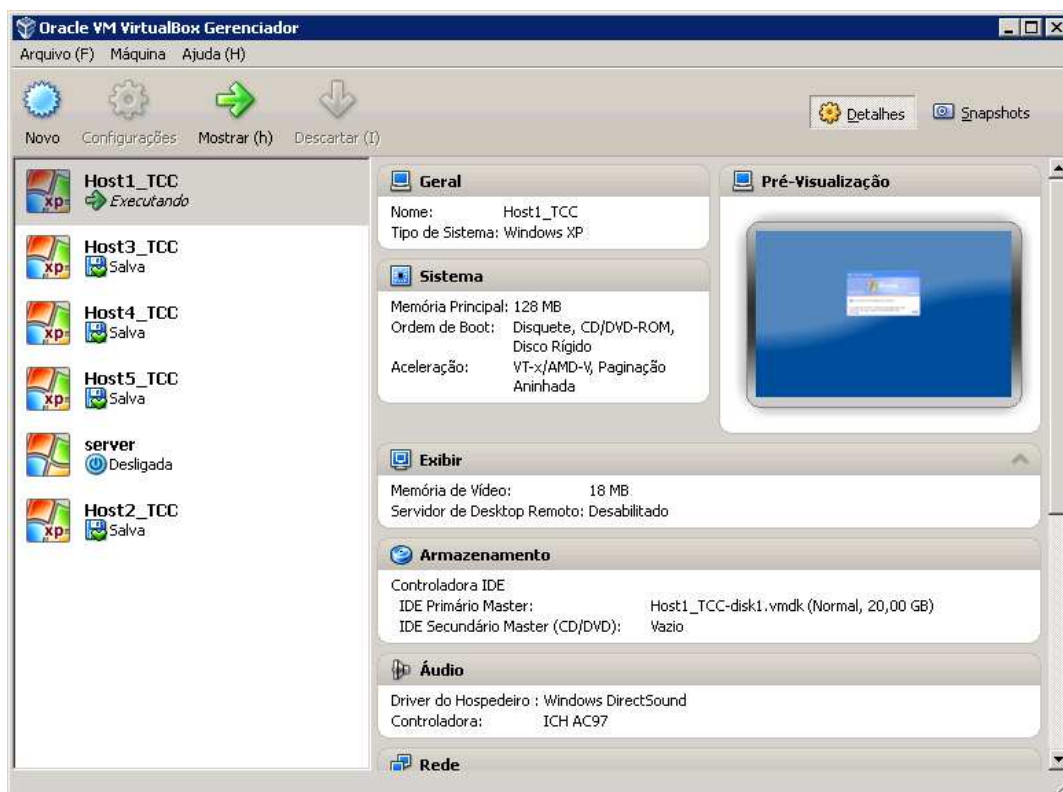 Oracle VM VirtualBox Gerenciador
Arquivo (F) Máquina Ajuda (H)
Novo Configurações Mostrar (h) Descartar (I) Detalhes Snapshots
Host1_TCC
Executando
Host3_TCC
Salva
Host4_TCC
Salva
Host5_TCC
Salva
server
Desligada
Host2_TCC
Salva
Geral
Nome: Host1_TCC
Tipo de Sistema: Windows XP
Sistema
Memória Principal: 128 MB
Ordem de Boot: Disquete, CD/DVD-ROM,
Disco Rígido
Aceleração: VT-x/AMD-V, Paginação
Aninhada
Pré-Visualização
Exibir
Memória de Vídeo: 18 MB
Servidor de Desktop Remoto: Desabilitado
Armazenamento
Controladora IDE
IDE Primário Master: Host1_TCC-disk1.vmdk (Normal, 20,00 GB)
IDE Secundário Master (CD/DVD): Vazio
Áudio
Driver do Hospedeiro : Windows DirectSound
Controladora: ICH AC97
Rede